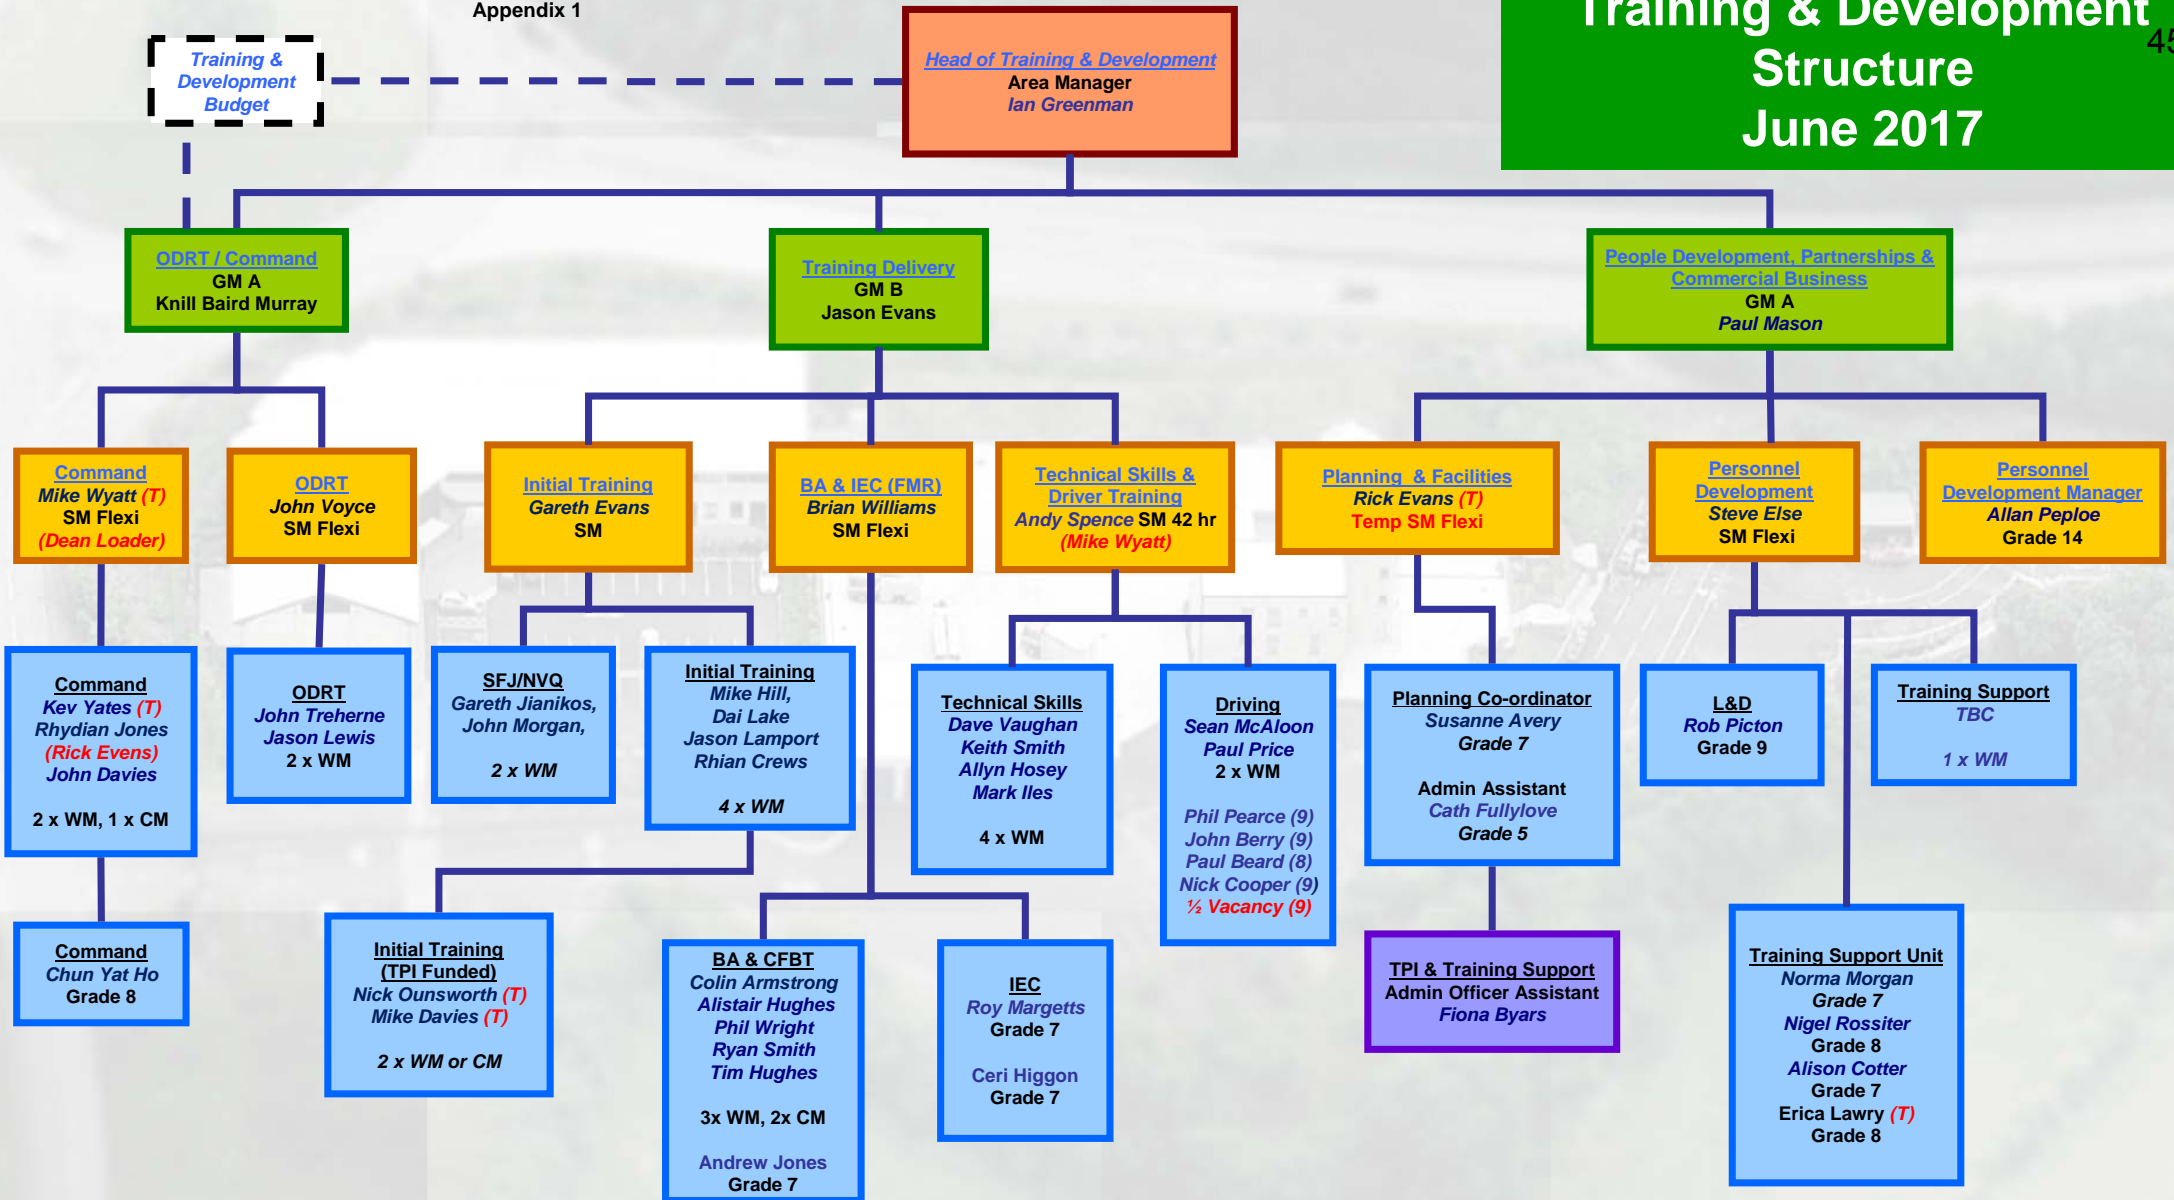 Appendix 1
Training & Development
Structure
June 2017
45
Training &
Development
Budget
Head of Training & Development
Area Manager
Ian Greenman
ODRT / Command
GM A
Knill Baird Murray
Training Delivery
GM B
Jason Evans
People Development, Partnerships &
Commercial Business
GM A
Paul Mason
Command
Mike Wyatt (T)
SM Flexi
(Dean Loader)
ODRT
John Voyce
SM Flexi
Initial Training
Gareth Evans
SM
BA & IEC (FMR)
Brian Williams
SM Flexi
Technical Skills &
Driver Training
Andy Spence SM 42 hr
(Mike Wyatt)
Planning & Facilities
Rick Evans (T)
Temp SM Flexi
Personnel
Development
Steve Else
SM Flexi
Personnel
Development Manager
Allan Peploe
Grade 14
Command
Kev Yates (T)
Rhydian Jones
(Rick Evens)
John Davies
2 x WM, 1 x CM
ODRT
John Treherne
Jason Lewis
2 x WM
SFJ/NVQ
Gareth Jianikos,
John Morgan,
2 x WM
Initial Training
Mike Hill,
Dai Lake
Jason Lamport
Rhian Crews
4 x WM
Technical Skills
Dave Vaughan
Keith Smith
Allyn Hosey
Mark Iles
4 x WM
Driving
Sean McAloon
Paul Price
2 x WM
Phil Pearce (9)
John Berry (9)
Paul Beard (8)
Nick Cooper (9)
½ Vacancy (9)
Planning Co-ordinator
Susanne Avery
Grade 7
Admin Assistant
Cath Fullylove
Grade 5
L&D
Rob Picton
Grade 9
Training Support
TBC
1 x WM
Command
Chun Yat Ho
Grade 8
Initial Training
(TPI Funded)
Nick Ounsworth (T)
Mike Davies (T)
2 x WM or CM
BA & CFBT
Colin Armstrong
Alistair Hughes
Phil Wright
Ryan Smith
Tim Hughes
3x WM, 2x CM
Andrew Jones
Grade 7
IEC
Roy Margetts
Grade 7
Ceri Higgon
Grade 7
TPI & Training Support
Admin Officer Assistant
Fiona Byars
Training Support Unit
Norma Morgan
Grade 7
Nigel Rossiter
Grade 8
Alison Cotter
Grade 7
Erica Lawry (T)
Grade 8